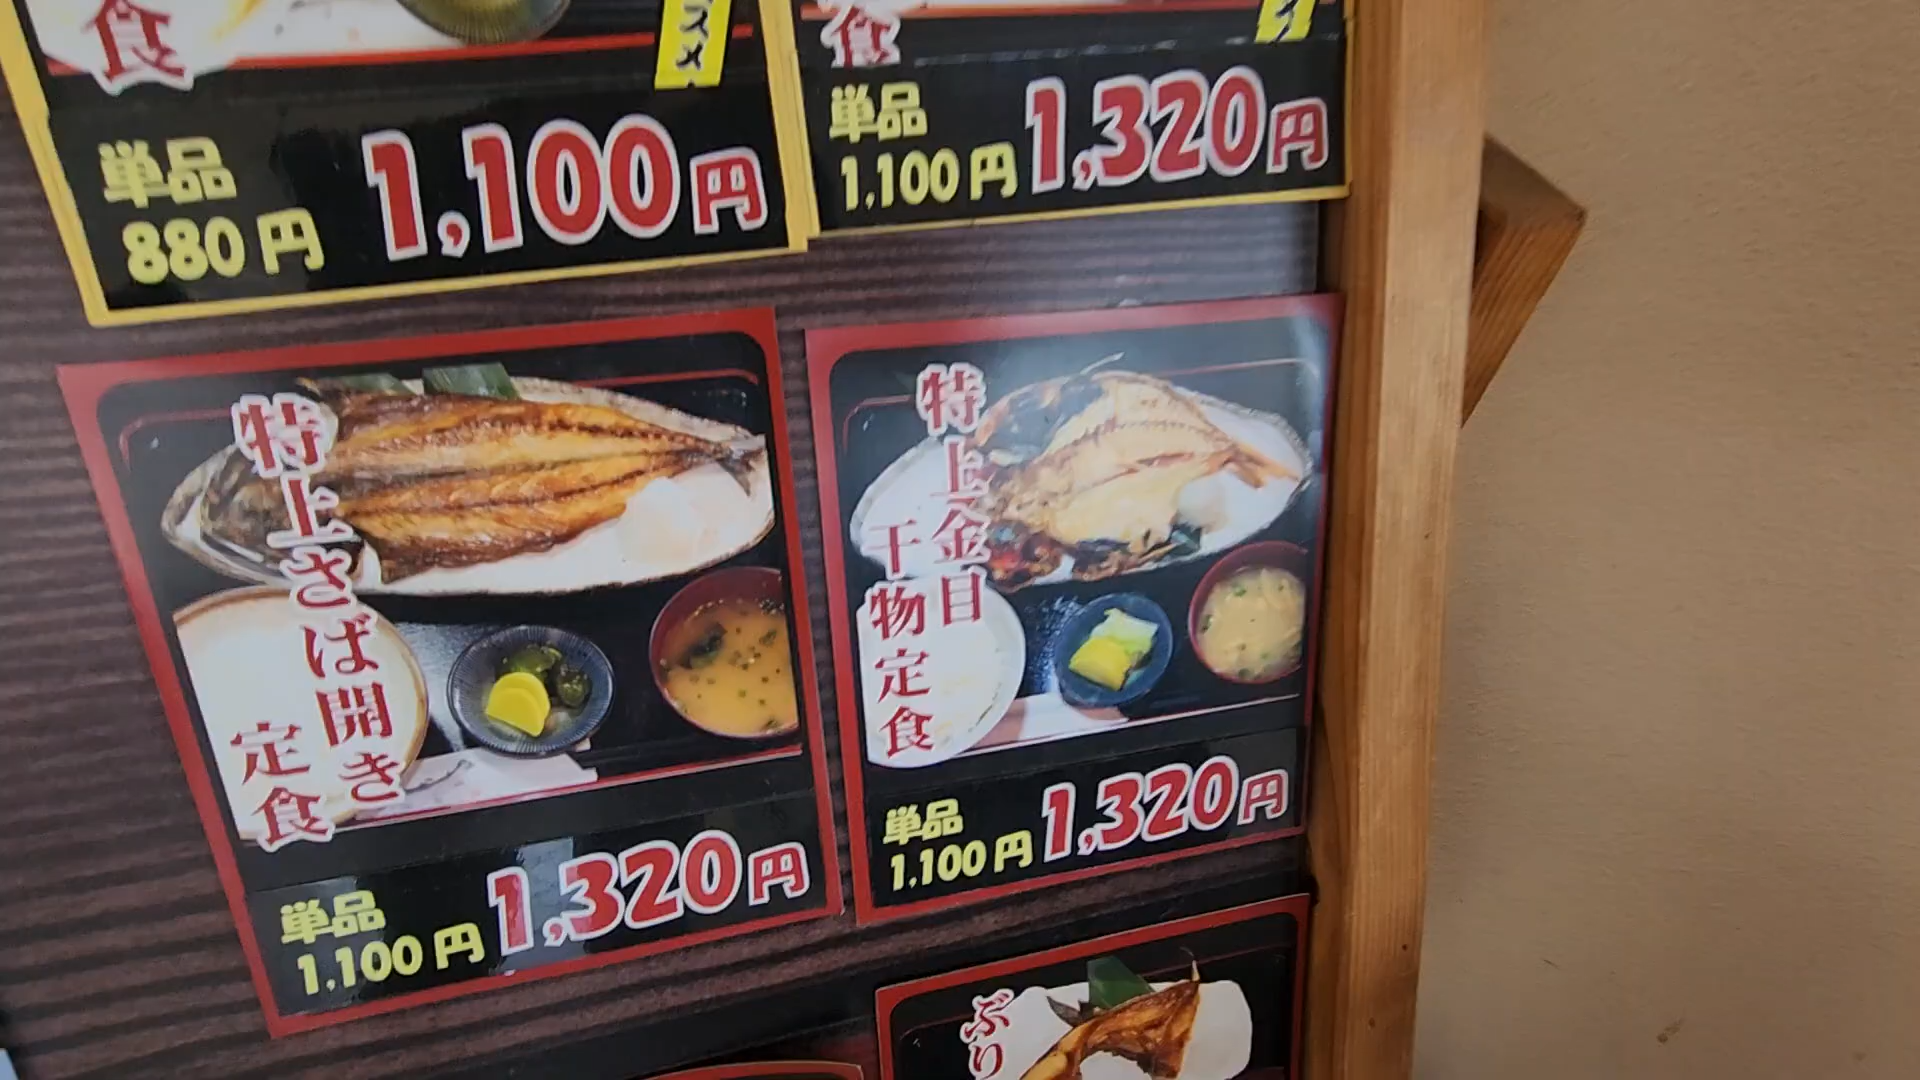 食
スメ
単品
880円
1,100円
食
単品
1,100円
1,320円
特上さば開き
定食
単品
1,100円
1,320円
特上金目
干物定食
単品
1,100円
1,320円
ぶり